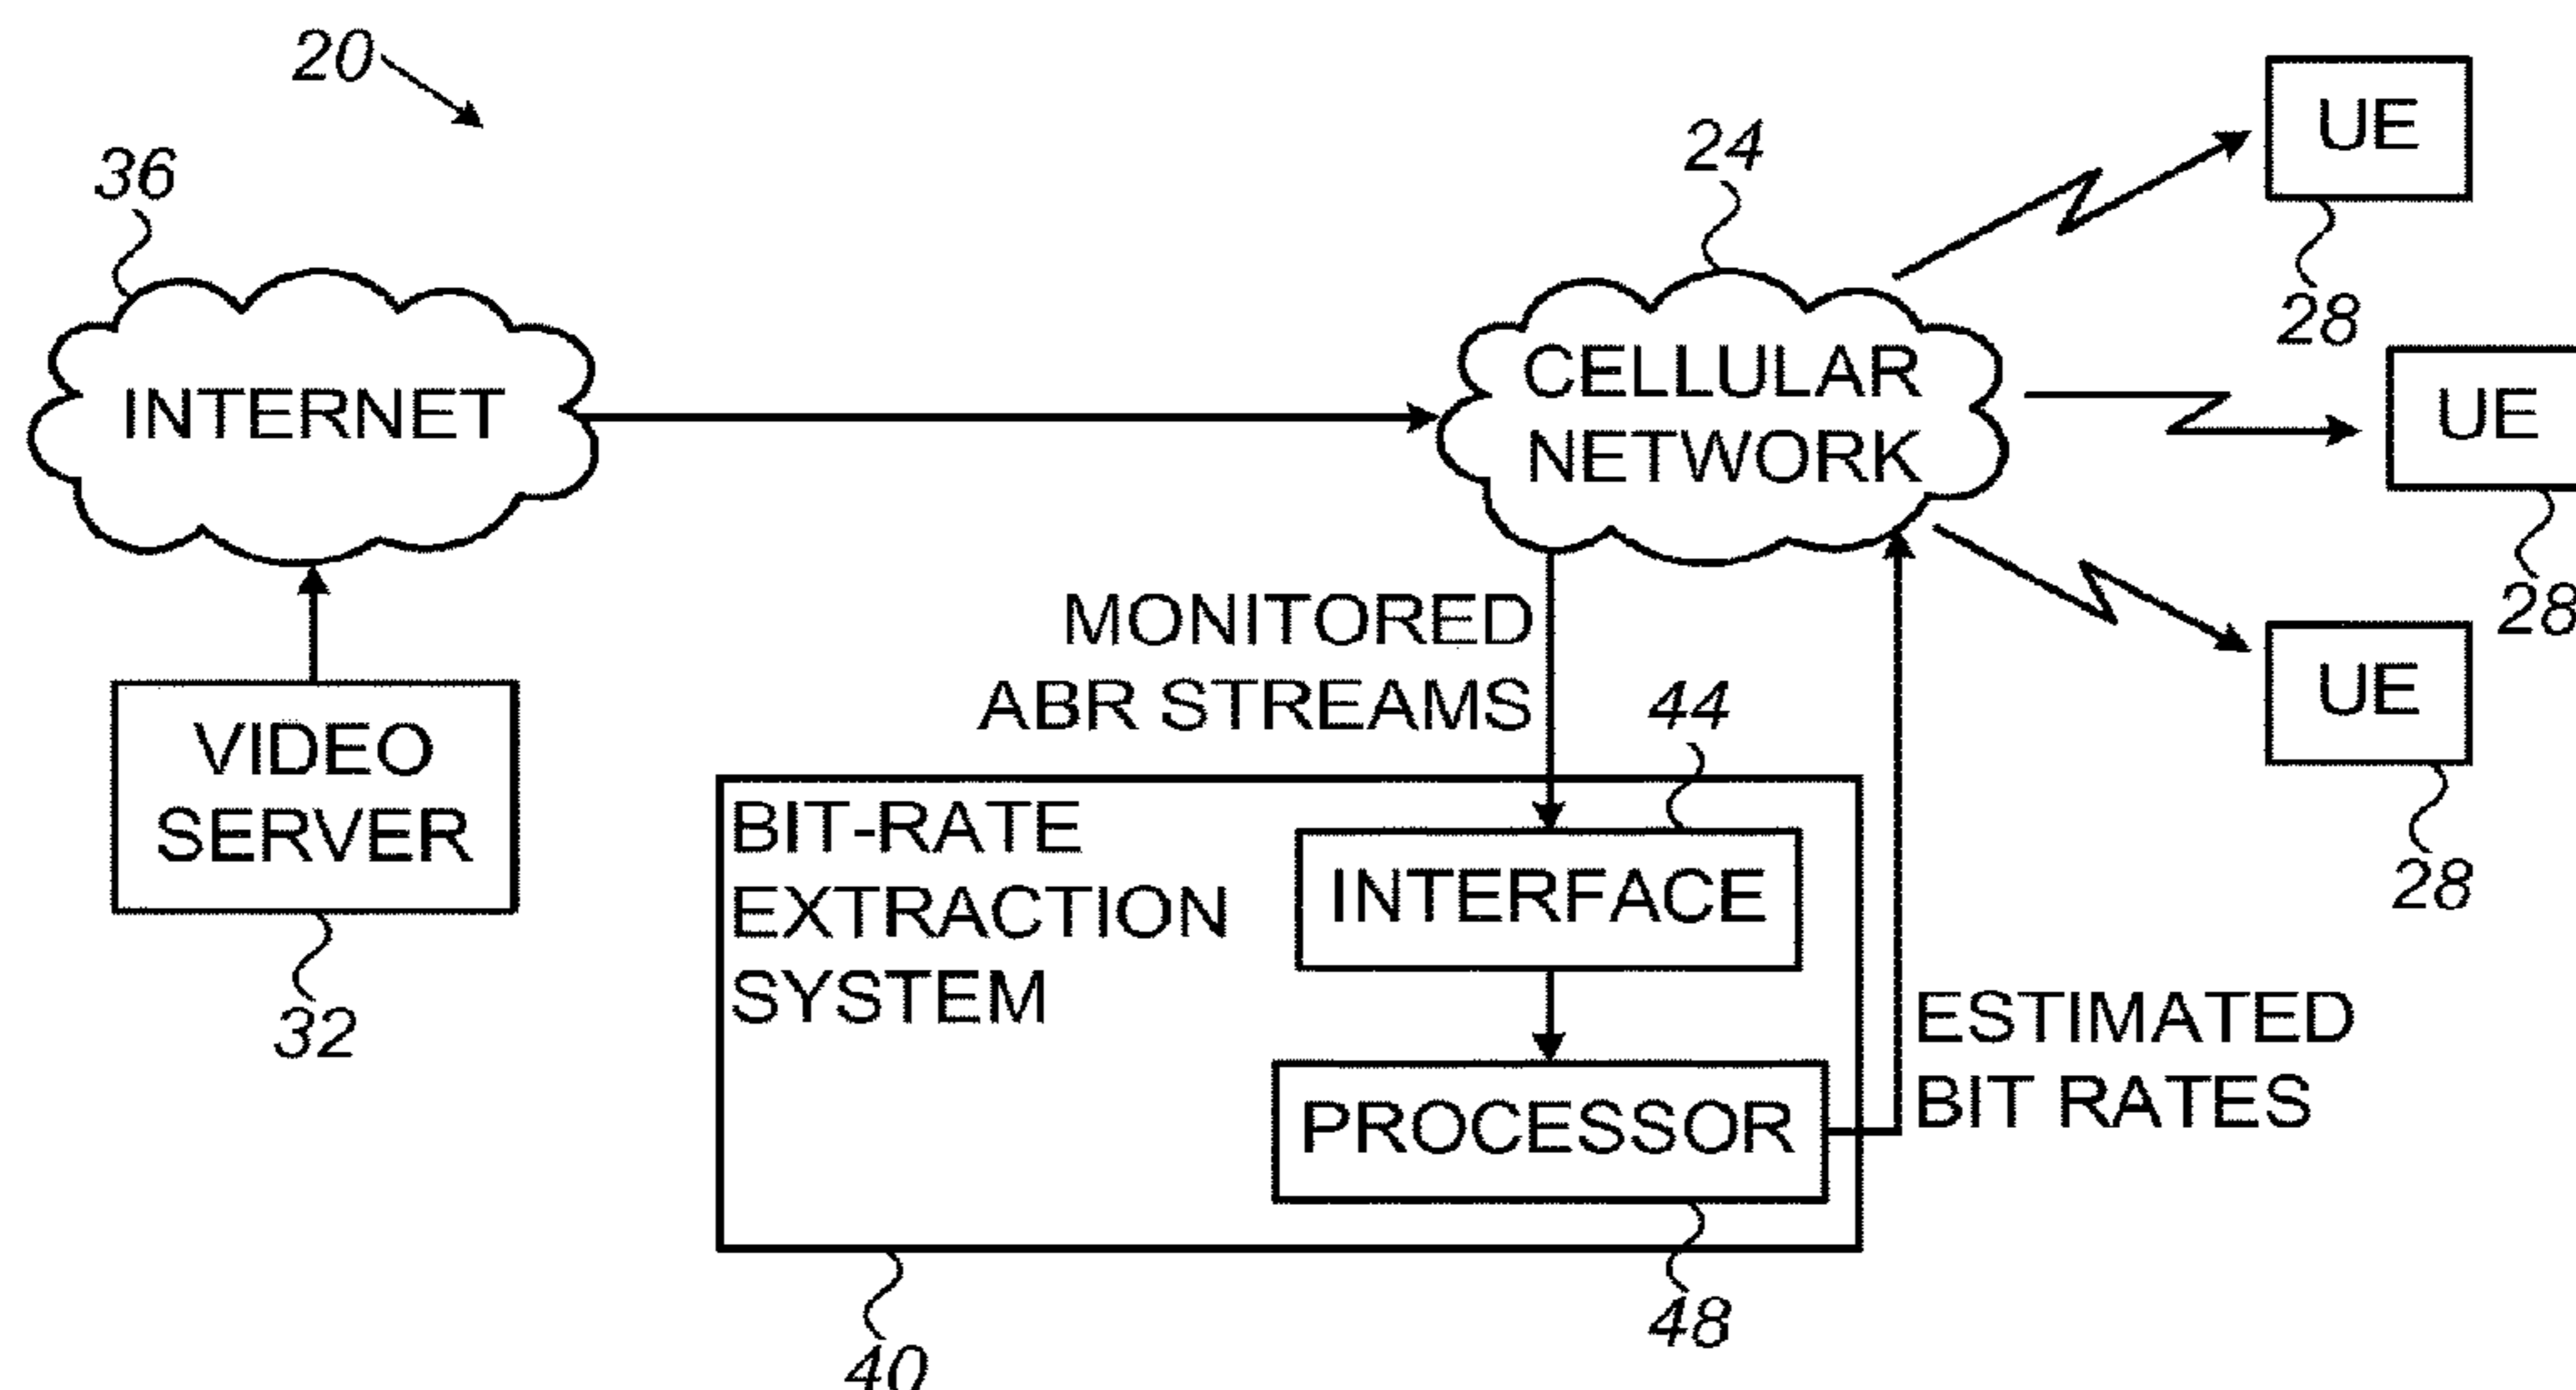 20
36
24
UE
28
INTERNET
CELLULAR
NETWORK
UE
28
MONITORED
ABR STREAMS
UE
28
VIDEO
SERVER
32
44
BIT-RATE
EXTRACTION
SYSTEM
INTERFACE
PROCESSOR
ESTIMATED
BIT RATES
48
40